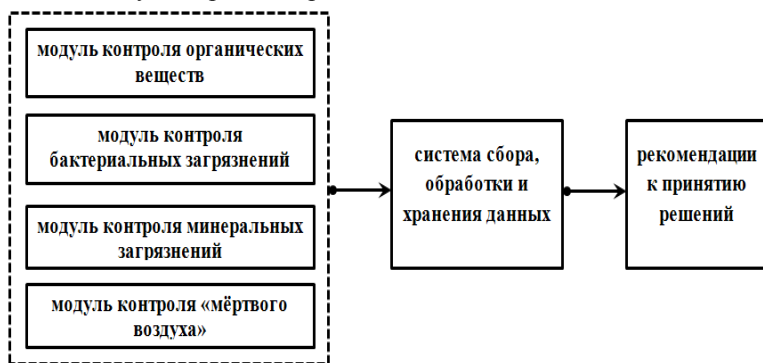 модуль контроля органических
веществ
модуль контроля
бактериальных загрязнений
модуль контроля минеральных
загрязнений
модуль контроля «мёртвого
воздуха»
система сбора,
обработки и
хранения данных
рекомендации
к принятию
решений